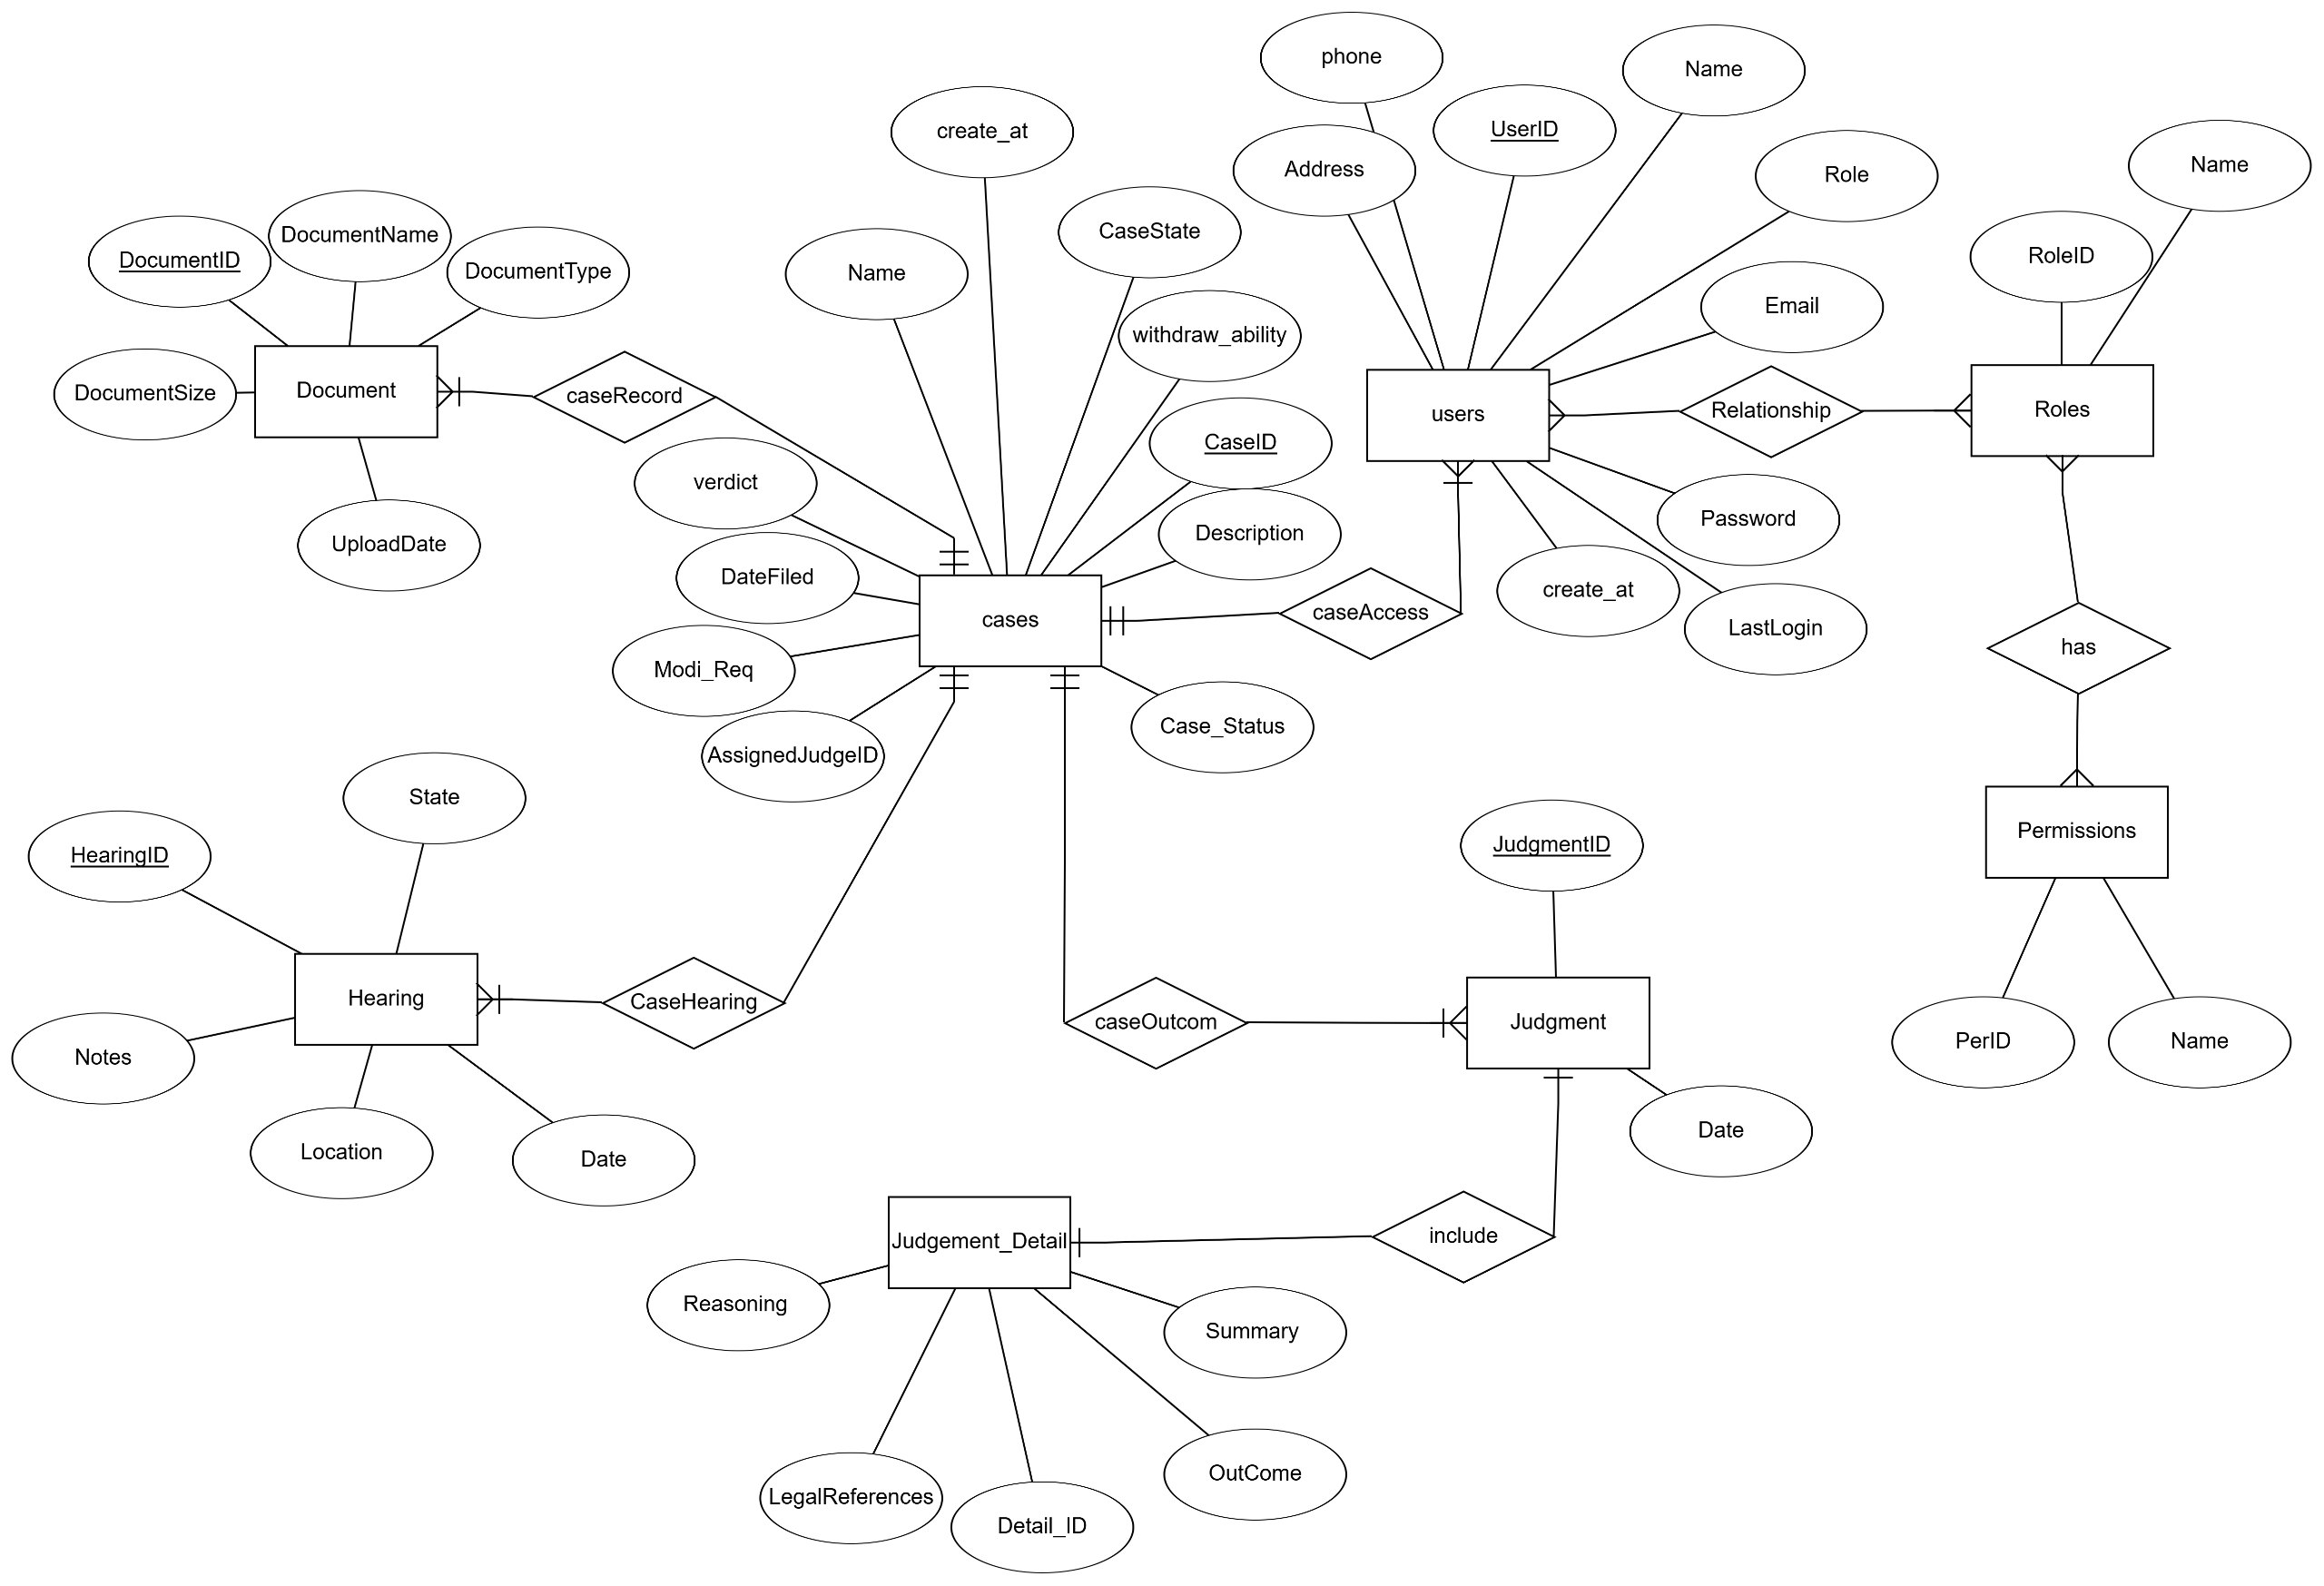 phone
Name
UserID
create_at
Address
Role
Name
DocumentName
DocumentID
DocumentType
Name
CaseState
RoleID
Email
withdraw_ability
DocumentSize
Document
caseRecord
users
Relationship
Roles
verdict
CaseID
Password
Description
UploadDate
DateFiled
create_at
cases
caseAccess
LastLogin
has
Modi_Req
Case_Status
AssignedJudgeID
State
Permissions
HearingID
JudgmentID
Hearing
CaseHearing
caseOutcom
Judgment
Notes
PerID
Name
Location
Date
Date
Judgement_Detail
include
Reasoning
Summary
OutCome
LegalReferences
Detail_ID